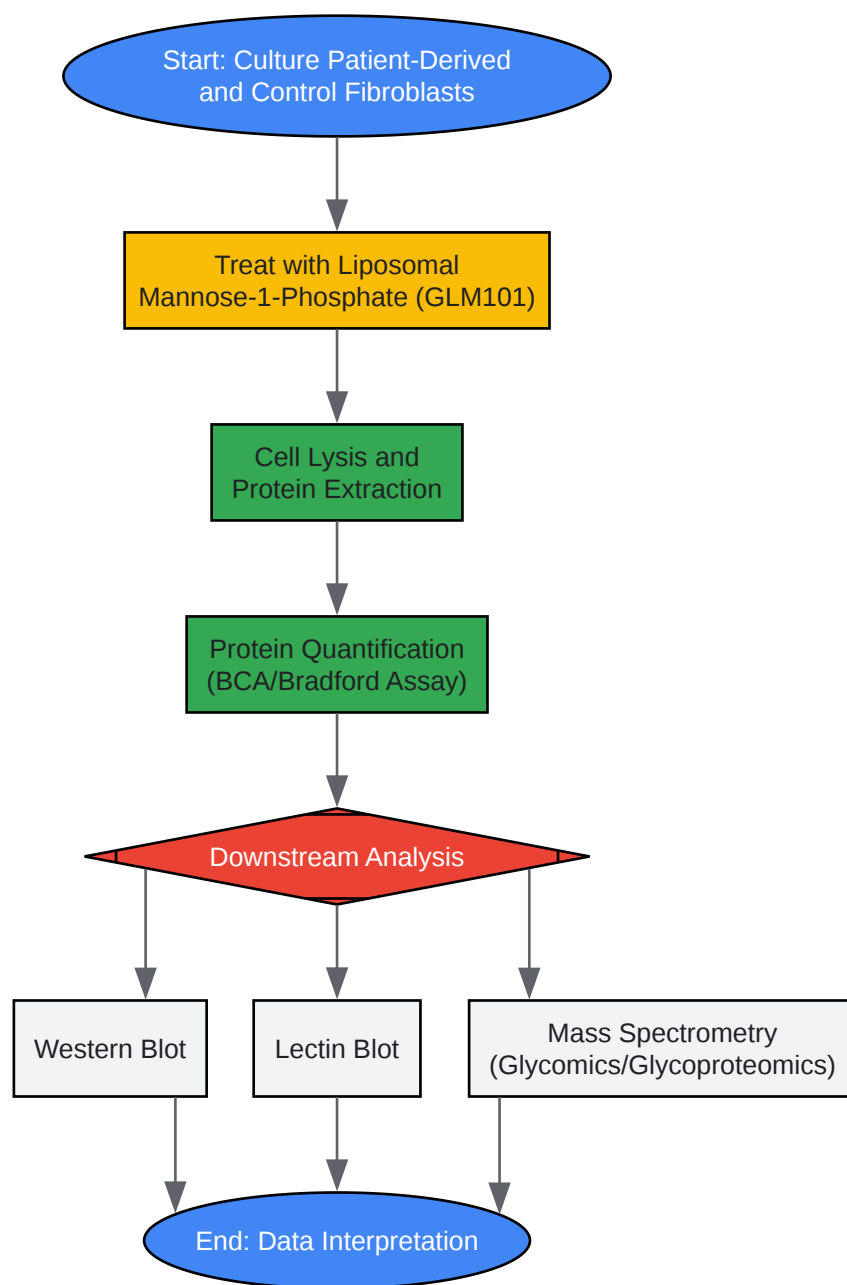 Start: Culture Patient-Derived
and Control Fibroblasts
Treat with Liposomal
Mannose-1-Phosphate (GLM101)
Cell Lysis and
Protein Extraction
Protein Quantification
(BCA/Bradford Assay)
Downstream Analysis
Western Blot
Lectin Blot
Mass Spectrometry
(Glycomics/Glycoproteomics)
End: Data Interpretation